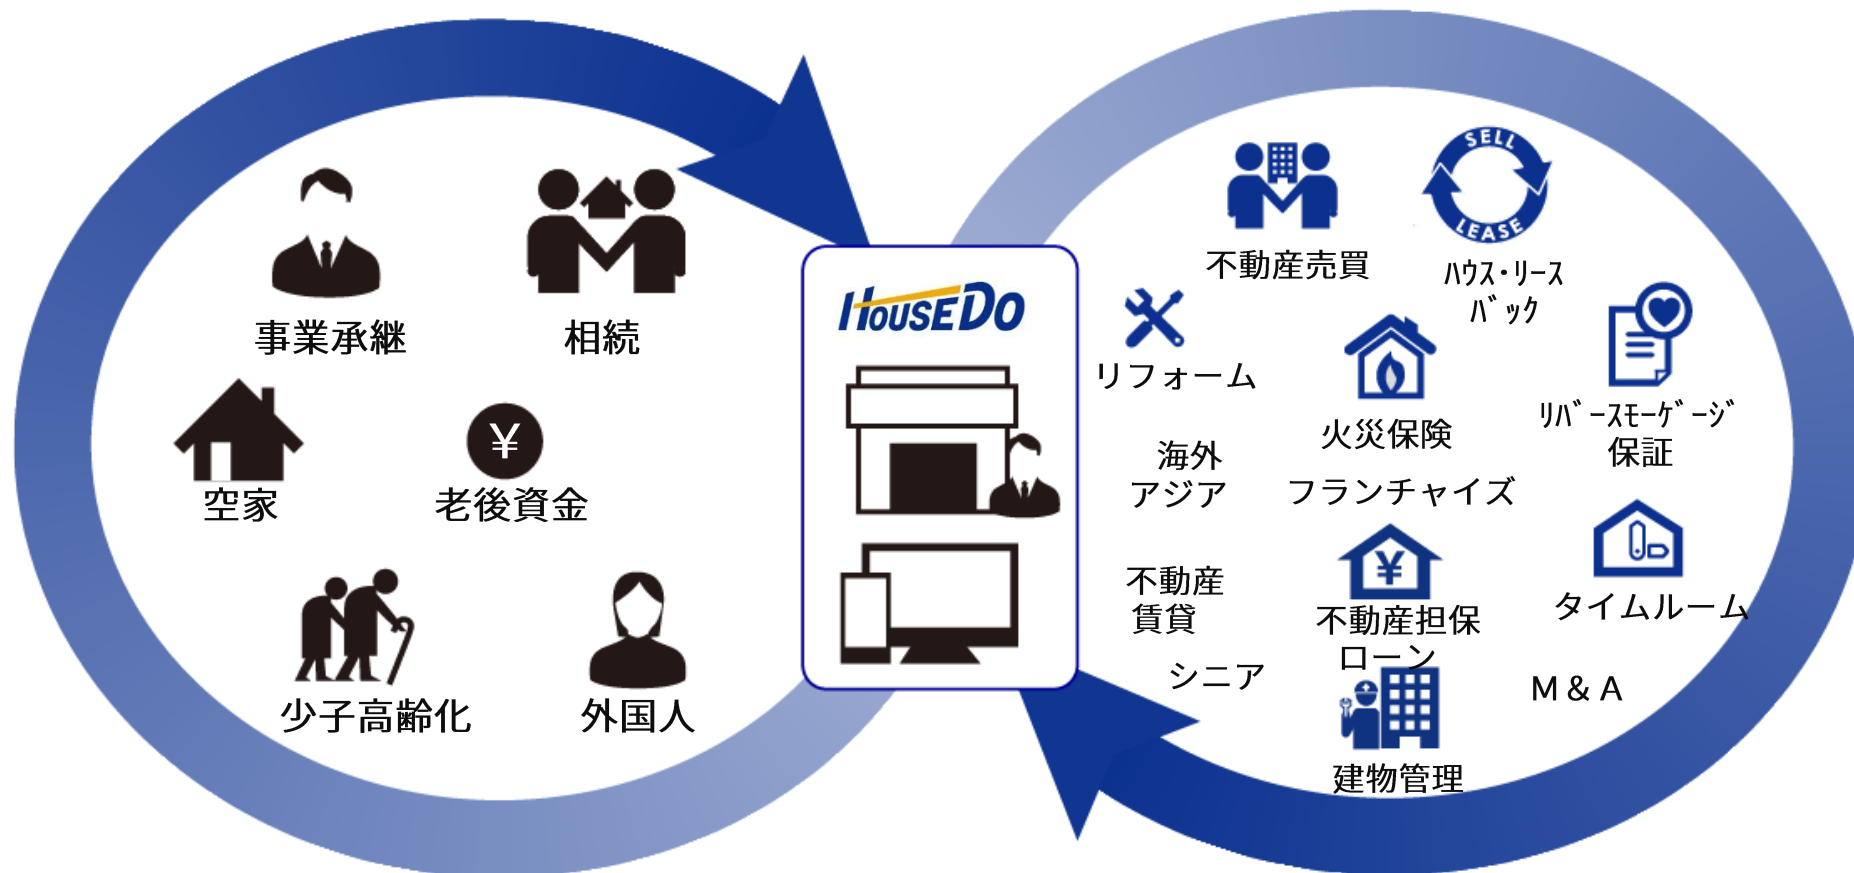 事業承継
相続
空家
¥
老後資金
少子高齢化
外国人
HOUSEDO
不動産売買
SELL
LEASE
ﾊｳｽ･ﾘｰｽ
ﾊﾞｯｸ
リフォーム
火災保険
ﾘﾊﾞｰｽﾓｰｹﾞｰｼﾞ
保証
海外
アジア
フランチャイズ
不動産
賃貸
¥
不動産担保
ローン
タイムルーム
シニア
M & A
建物管理